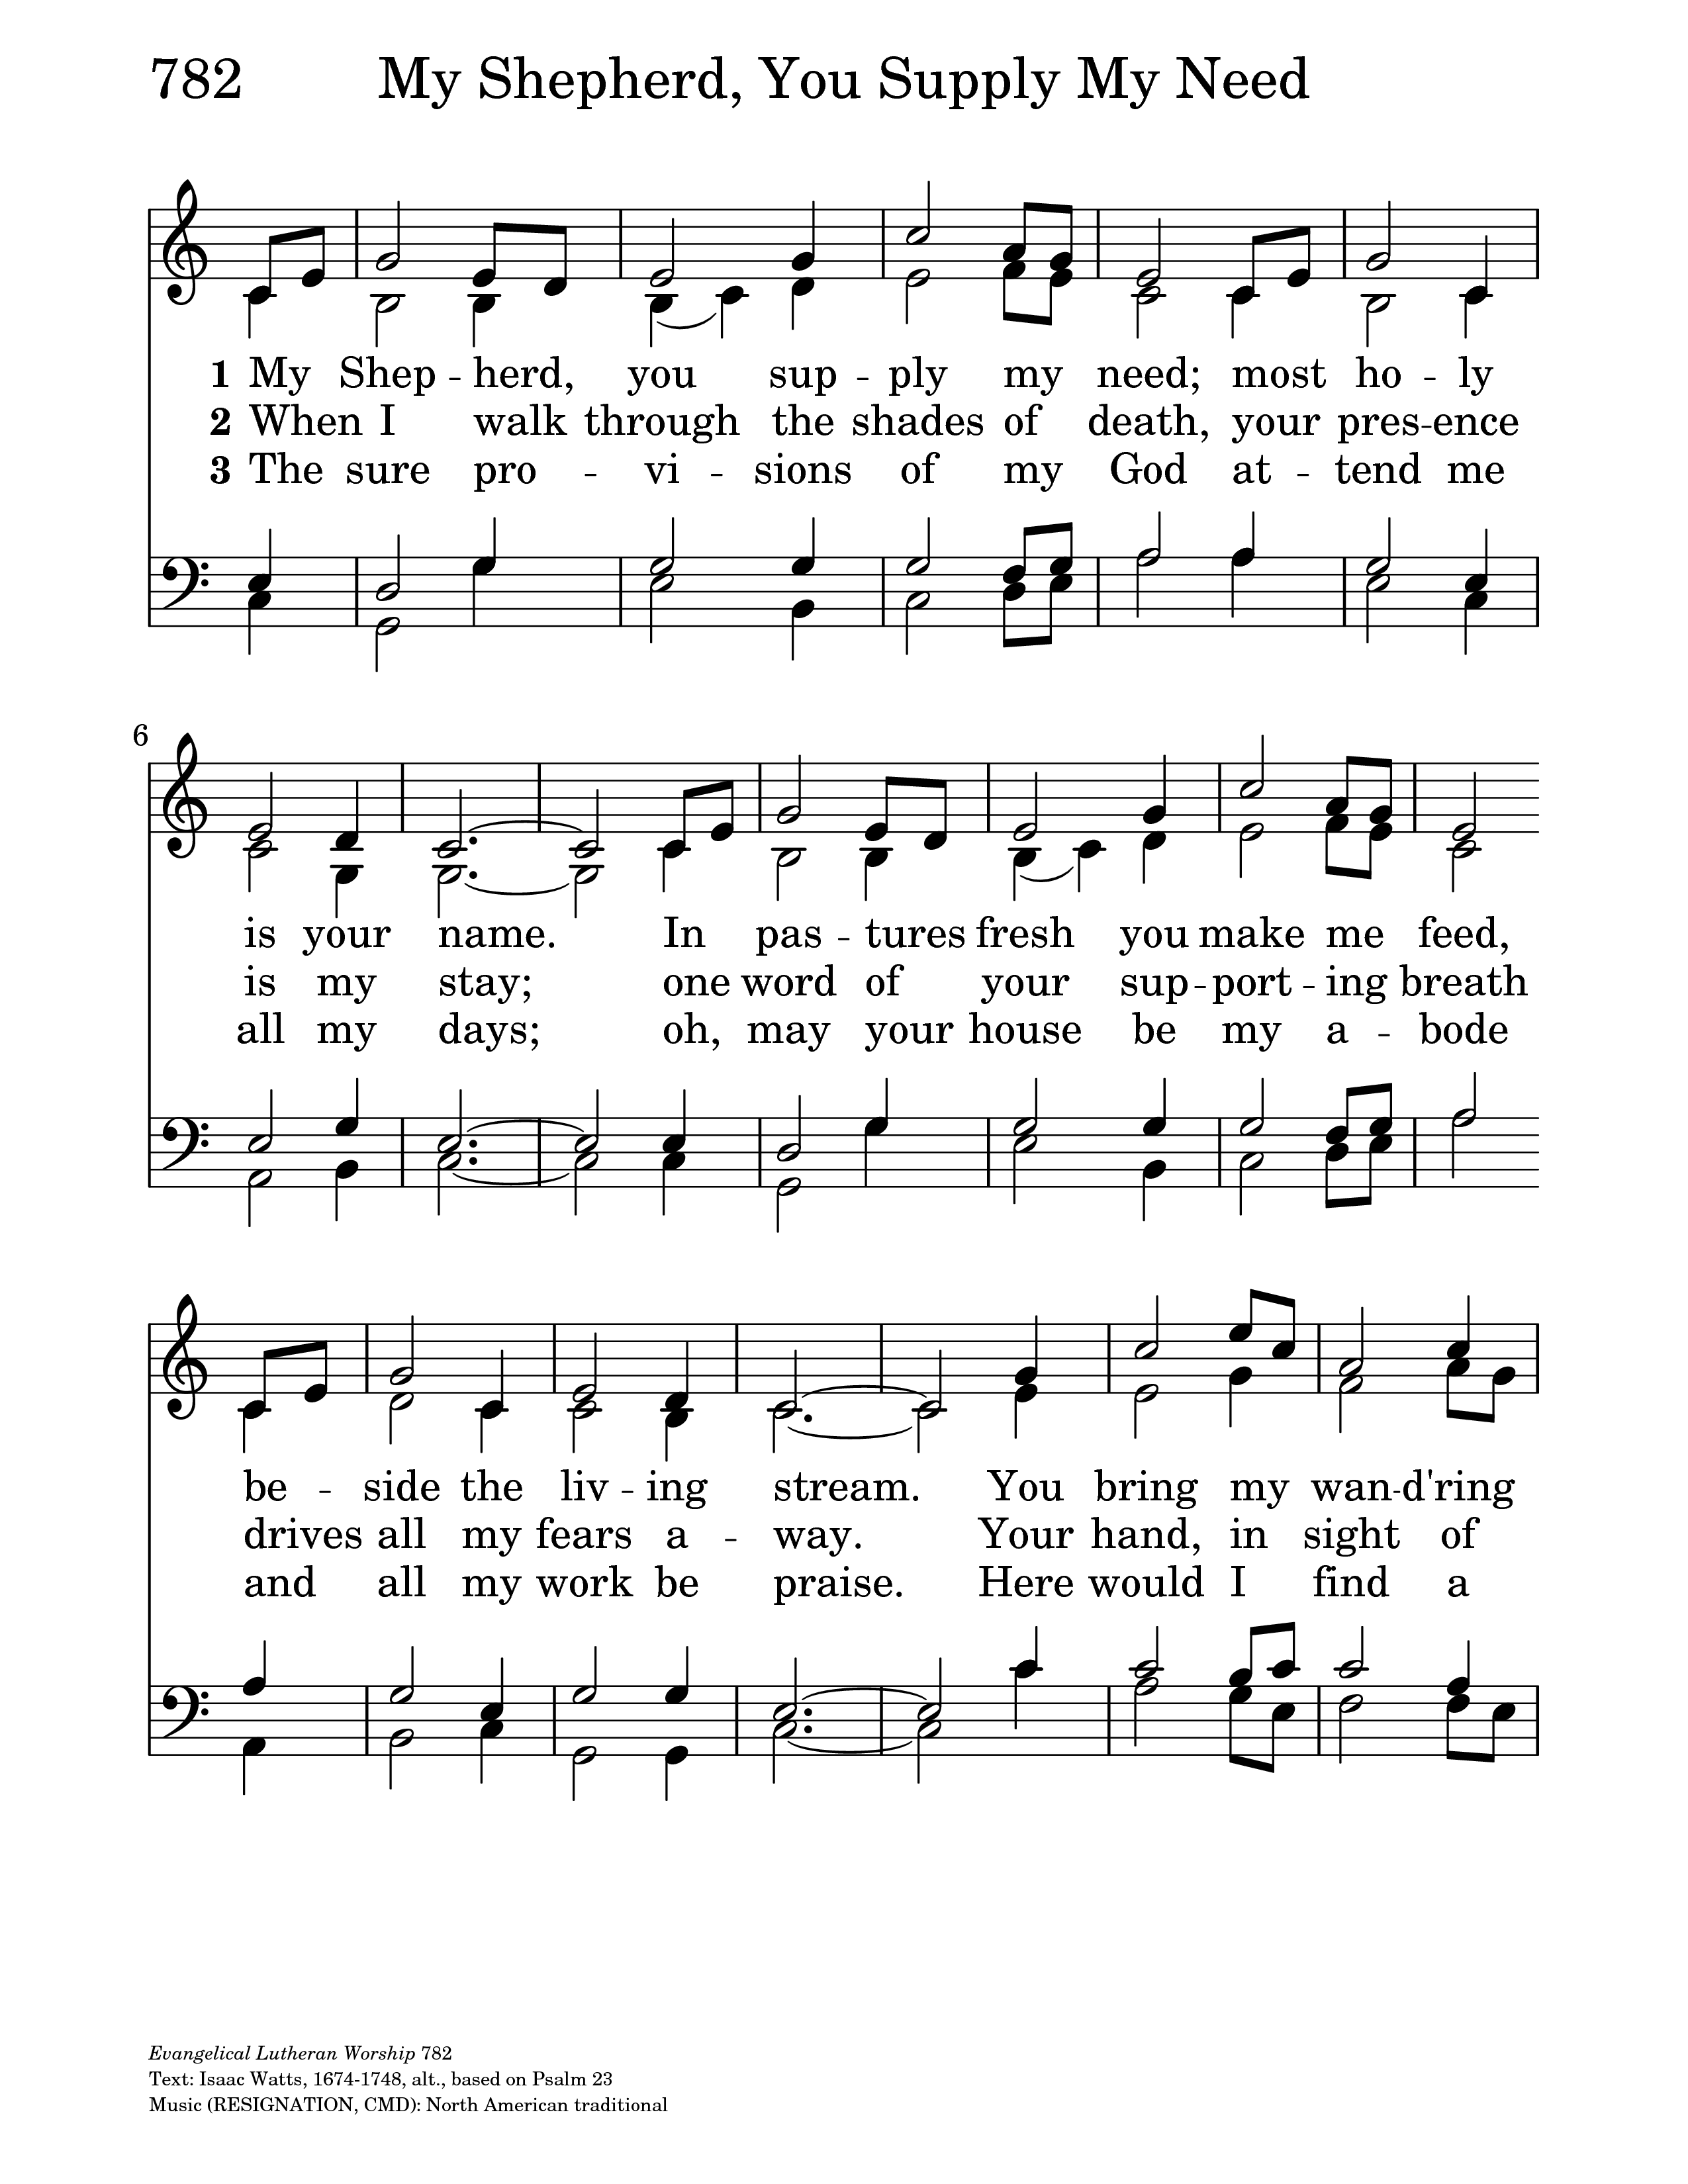 782 My Shepherd, You Supply My Need
1 My Shep - herd, you sup - ply my need; most ho - ly
2 When I walk through the shades of death, your pres - ence
3 The sure pro - vi - sions of my God at - tend me
6
is your name. In pas - tures fresh you make me feed,
is my stay; one word of your sup - port - ing breath
all my days; oh, may your house be my a - bode
be - side the liv - ing stream. You bring my wan - d'ring
drives all my fears a - way. Your hand, in sight of
and all my work be praise. Here would I find a
Evangelical Lutheran Worship 782
Text: Isaac Watts, 1674-1748, alt., based on Psalm 23
Music (RESIGNATION, CMD): North American traditional